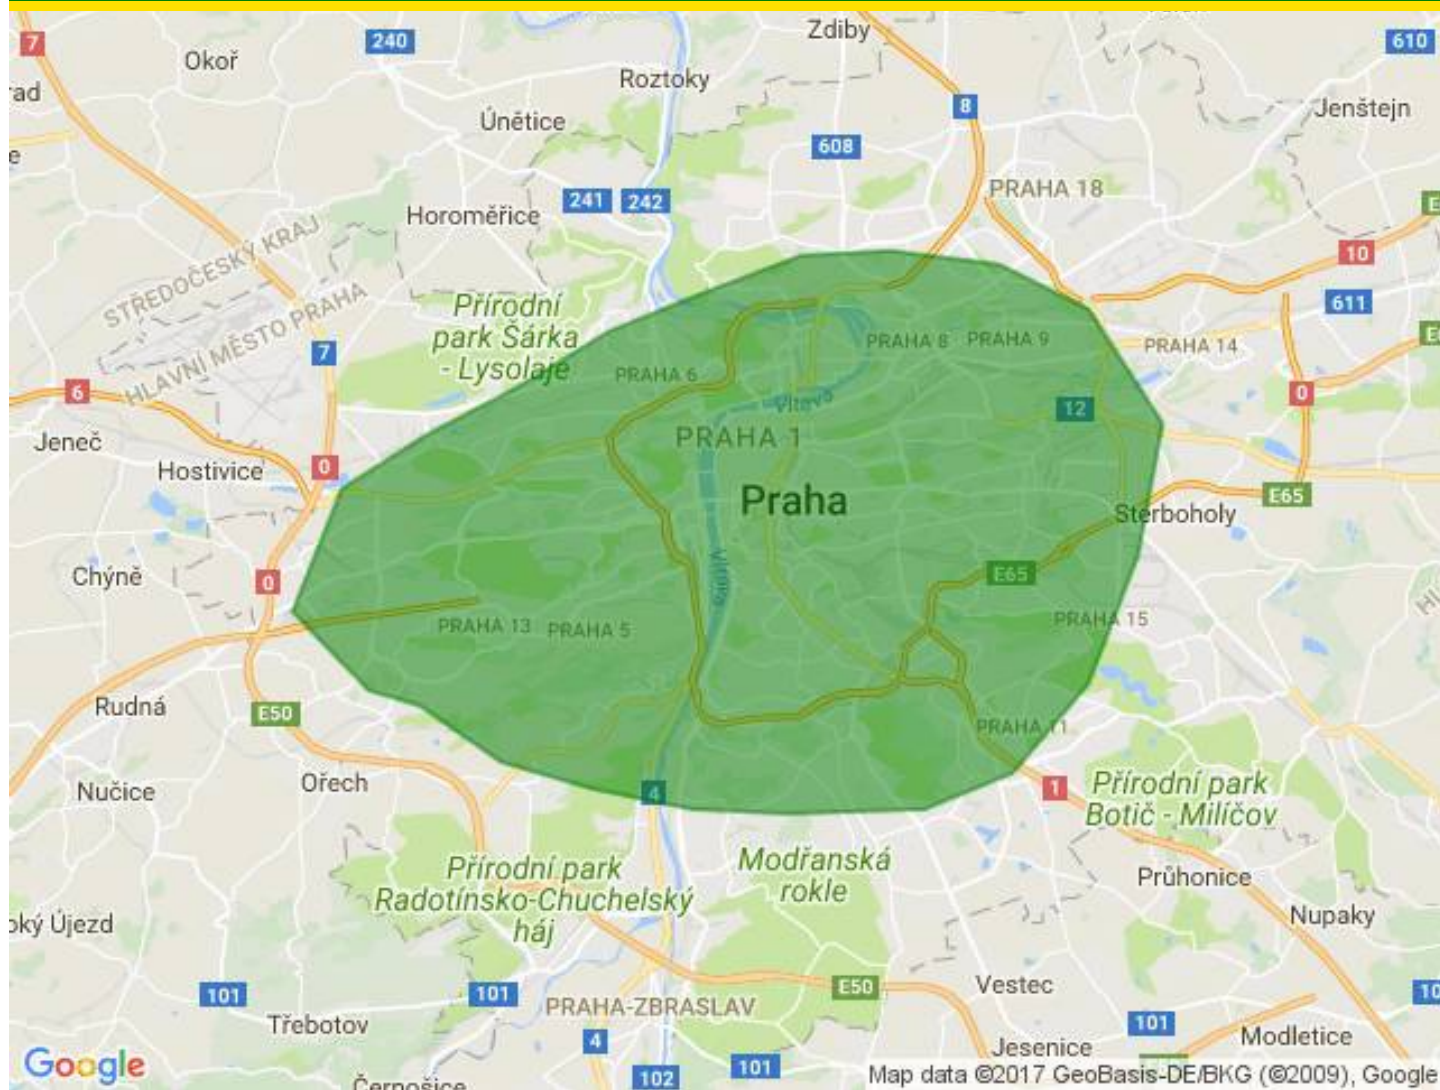 Zdiby
7
240
610
Okoř
Roztoky
8
Jenštejn
Únětice
608
PRAHA 18
241
242
Horoměřice
STŘEDOČESKÝ KRAJ
10
HLAVNÍ MĚSTO PRAHA
Přírodní
park Šárka
- Lysolaje
611
7
PRAHA 8
PRAHA 9
PRAHA 14
PRAHA 6
6
0
Vltava
12
Jeneč
PRAHA 1
Hostivice
0
Praha
E65
Štěrboholy
Chýně
0
E65
Vltava
PRAHA 13
PRAHA 5
PRAHA 15
Rudná
E50
PRAHA 11
Nučice
Ořech
4
1
Přírodní park
Botič - Milíčov
Přírodní park
Radotínsko-Chuchelský
háj
Modřanská
rokle
Průhonice
Nupaky
oký Újezd
Vestec
E50
101
101
PRAHA-ZBRASLAV
Třebotov
101
Modletice
4
Jesenice
Google
101
102
Černošice
Map data ©2017 GeoBasis-DE/BKG (©2009), Google